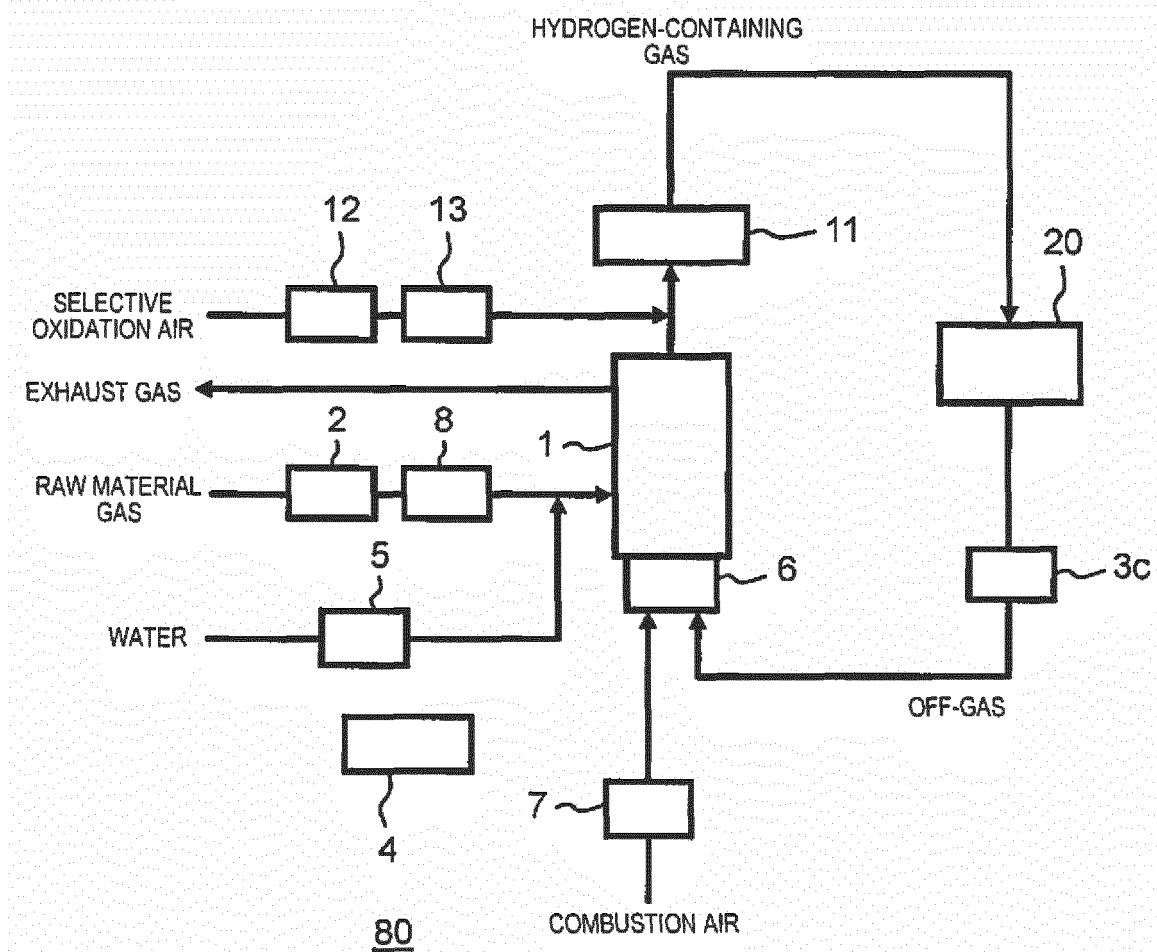 HYDROGEN-CONTAINING
GAS
12
13
11
20
SELECTIVE
OXIDATION AIR
EXHAUST GAS
2
8
1
RAW MATERIAL
GAS
5
6
3c
WATER
OFF-GAS
7
4
COMBUSTION AIR
80